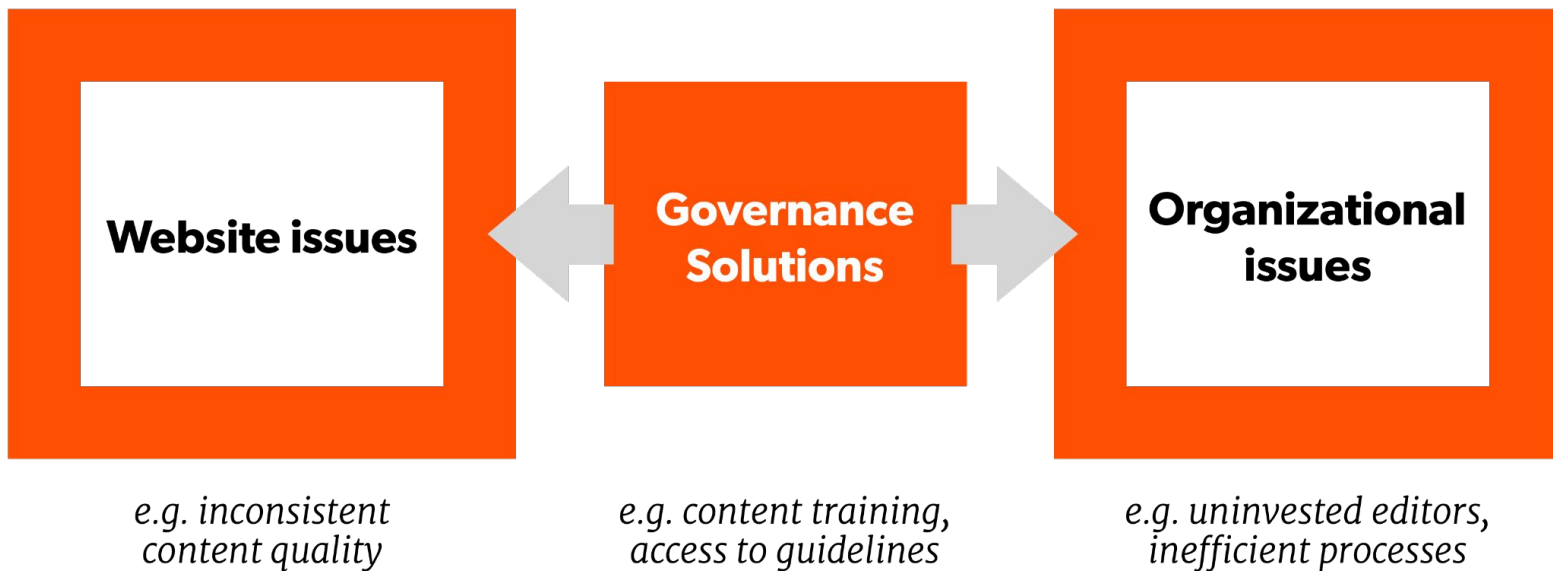 Website issues
Governance
Solutions
Organizational
issues
e.g. inconsistent
content quality
e.g. content training,
access to guidelines
e.g. uninvested editors,
inefficient processes